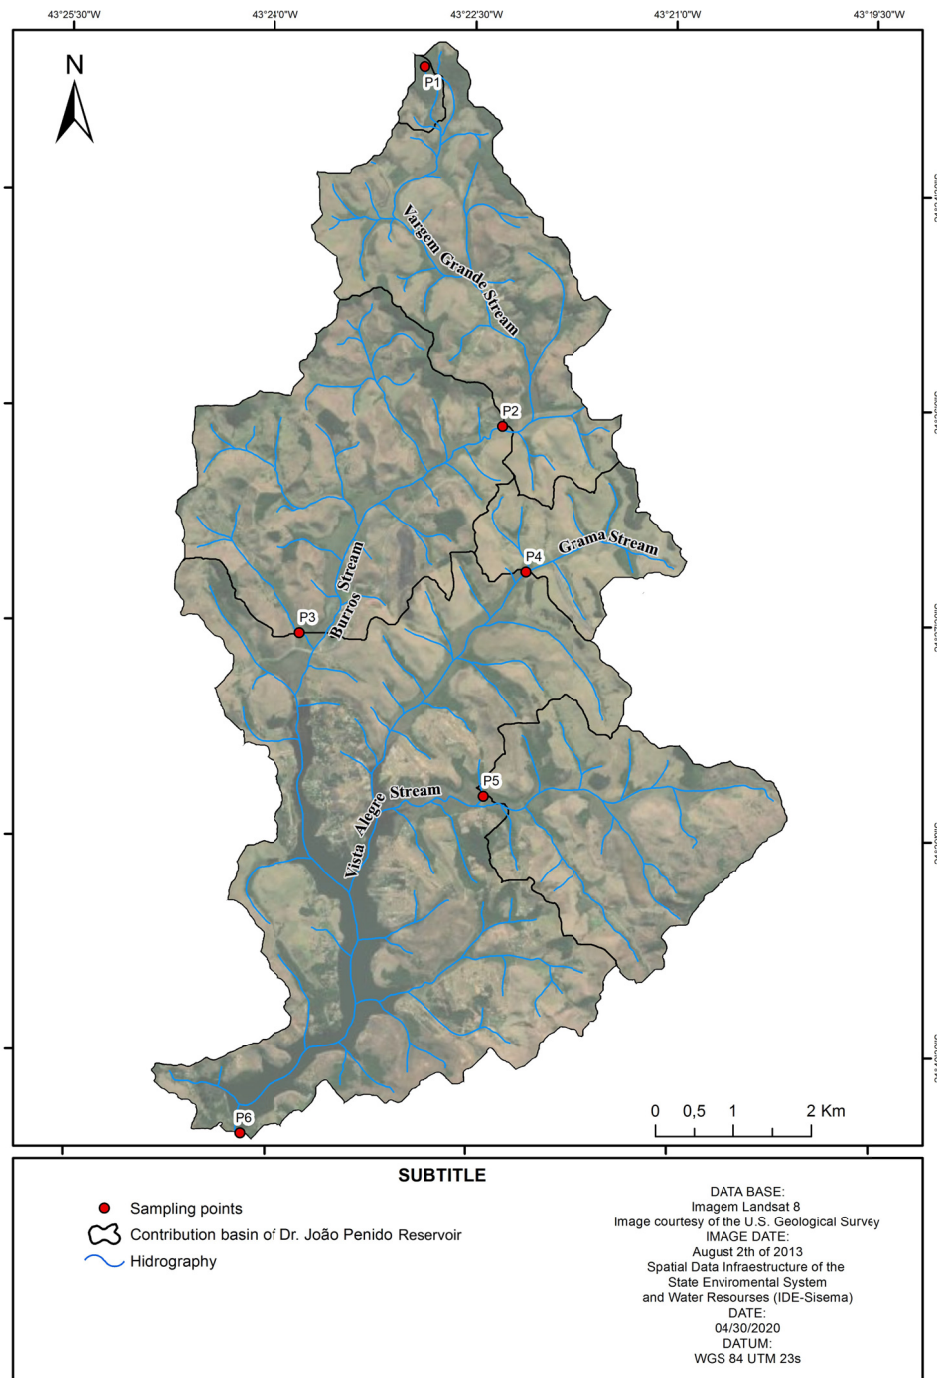 43°25'30"W 43°24'0"W 43°22'30"W 43°21'0"W 43°19'30"W
N
P1
Vargem Grande Stream
P2
Grama Stream
P4
Burros Stream
P3
P5
Vista Alegre Stream
P6
0 0,5 1 2 Km
SUBTITLE
Sampling points
Contribution basin of Dr. João Penido Reservoir
Hidrography
DATA BASE:
Imagem Landsat 8
Image courtesy of the U.S. Geological Survey
IMAGE DATE:
August 2th of 2013
Spatial Data Infraestructure of the
State Enviromental System
and Water Resourses (IDE-Sisema)
DATE:
04/30/2020
DATUM:
WGS 84 UTM 23s